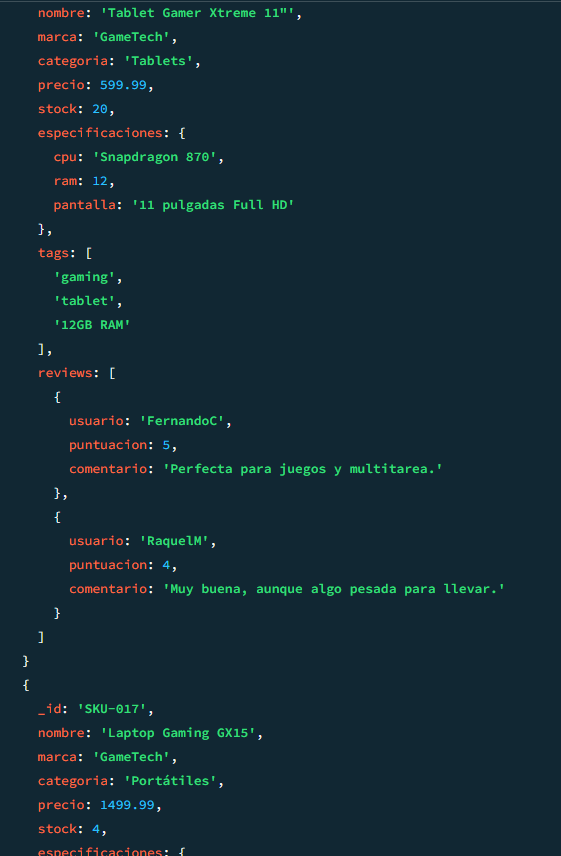 nombre: 'Tablet Gamer Xtreme 11"',
marca: 'GameTech',
categoria: 'Tablets',
precio: 599.99,
stock: 20,
especificaciones: {
cpu: 'Snapdragon 870',
ram: 12,
pantalla: '11 pulgadas Full HD'
},
tags: [
'gaming',
'tablet',
'12GB RAM'
],
reviews: [
{
usuario: 'FernandoC',
puntuacion: 5,
comentario: 'Perfecta para juegos y multitarea.'
},
{
usuario: 'RaquelM',
puntuacion: 4,
comentario: 'Muy buena, aunque algo pesada para llevar.'
}
]
}
{
_id: 'SKU-017',
nombre: 'Laptop Gaming GX15',
marca: 'GameTech',
categoria: 'Portátiles',
precio: 1499.99,
stock: 4,
especificaciones: {